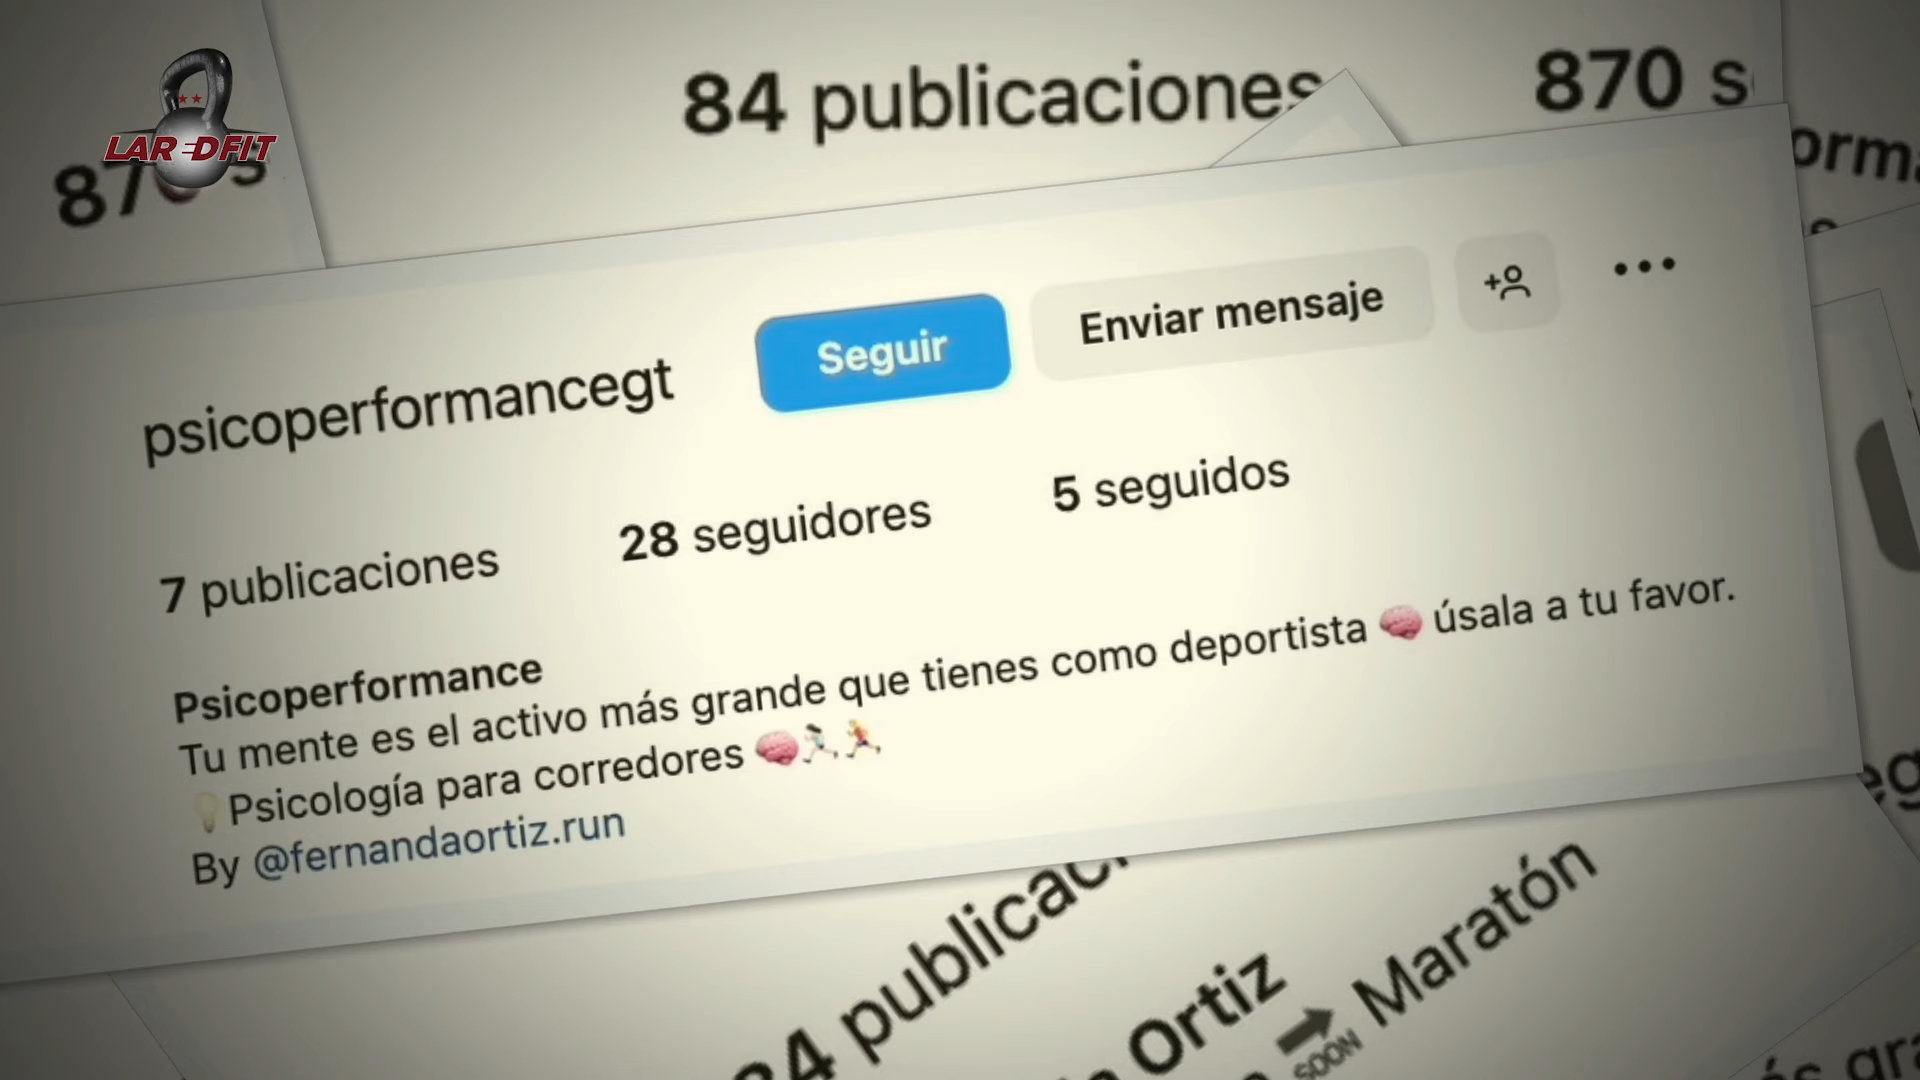 84 publicaciones
870 s
LAR DFIT
psicoperformancegt
Seguir
Enviar mensaje
7 publicaciones
28 seguidores
5 seguidos
Psicoperformance
Tu mente es el activo más grande que tienes como deportista 🧠 úsala a tu favor.
💡Psicología para corredores 🧠🏃🏻‍♀️🏃
By @fernandaortiz.run
84 publicac
Ortiz
SOON Maratón